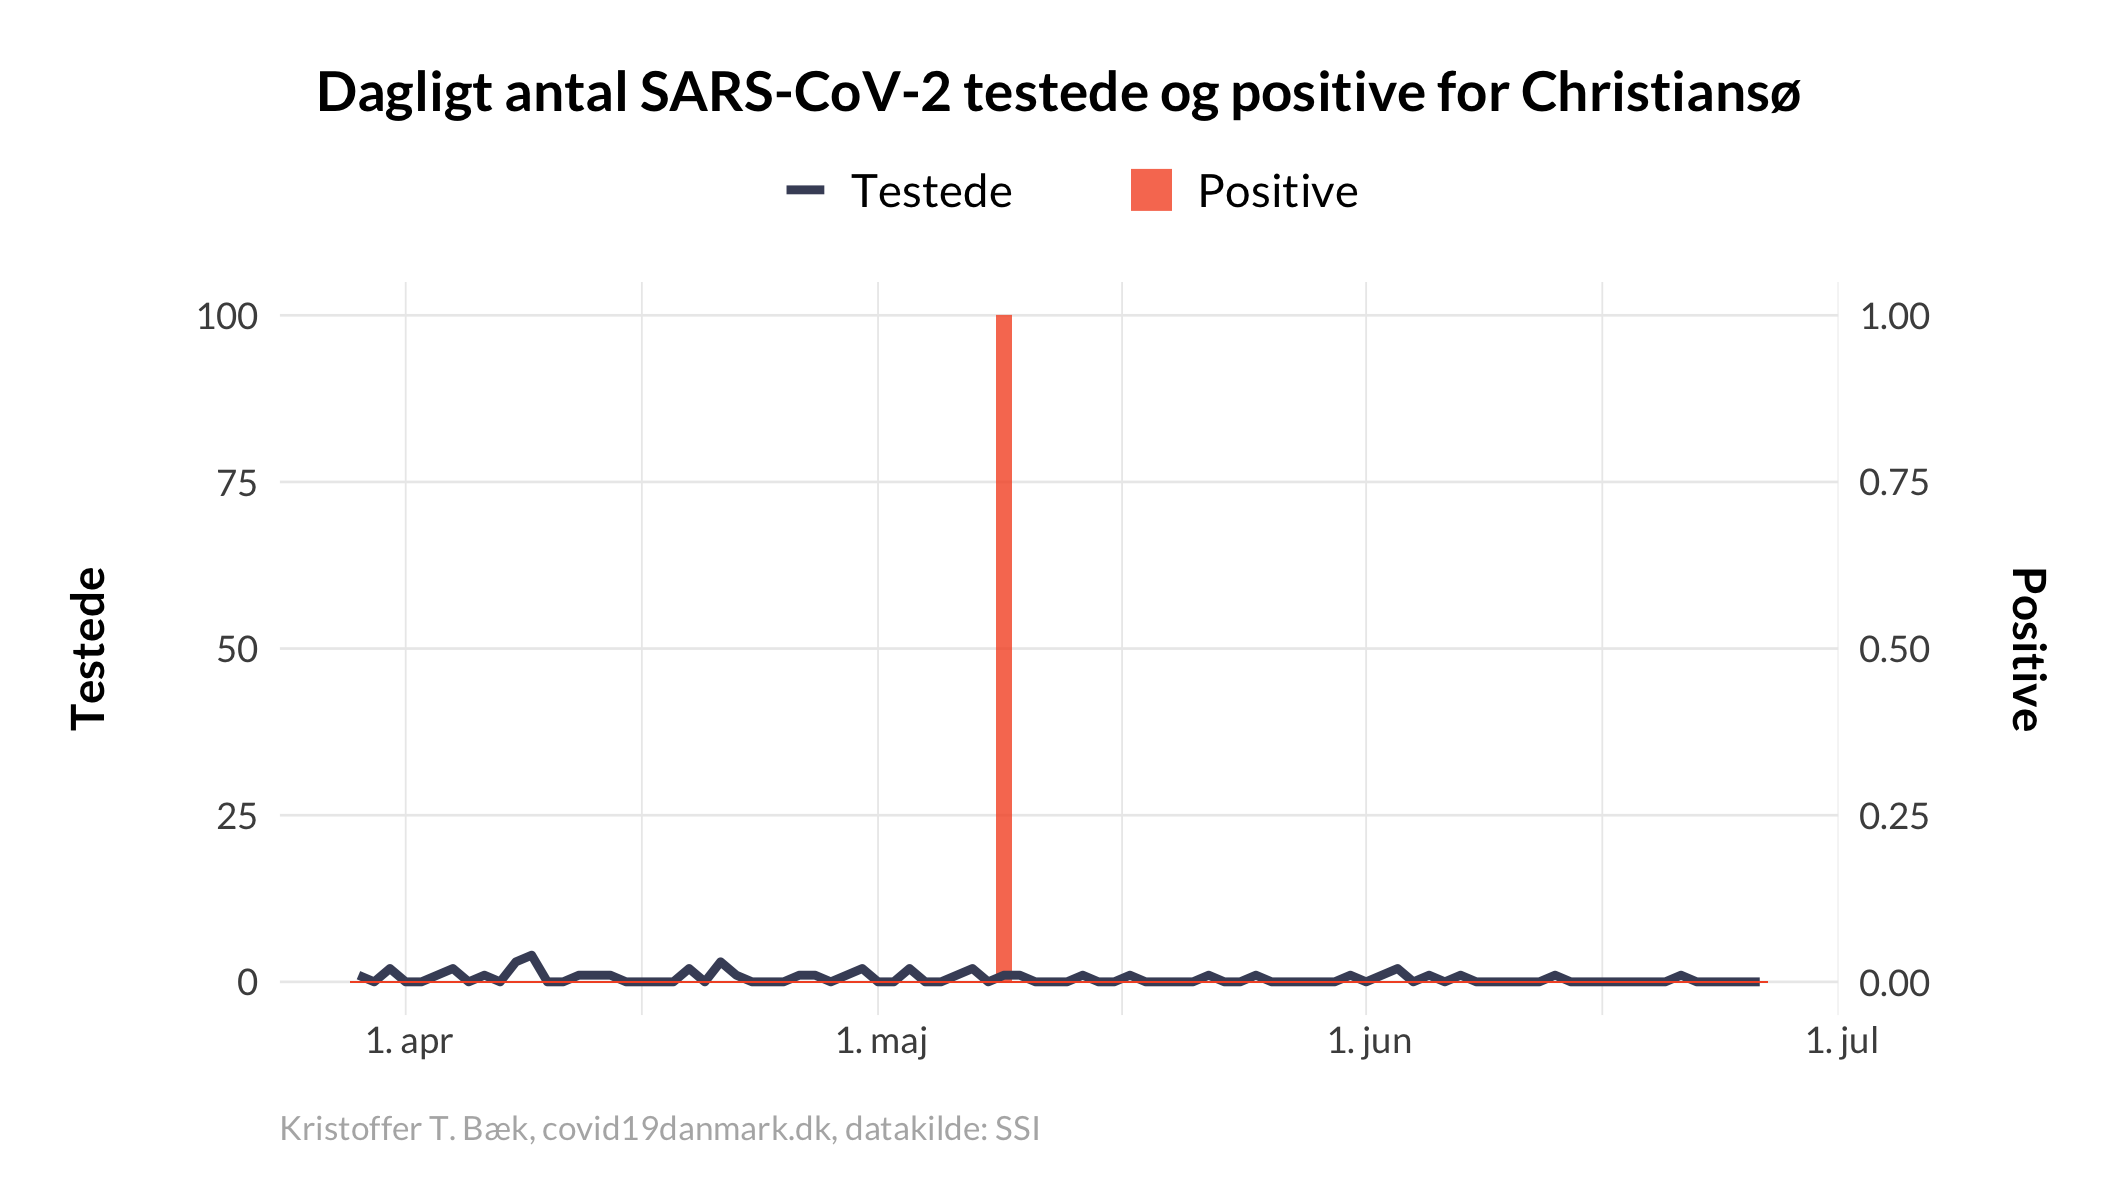 Dagligt antal SARS-CoV-2 testede og positive for Christiansø
Testede Positive
100
75
50
25
0
Testede
1.00
0.75
0.50
0.25
0.00
Positive
1. apr 1. maj 1. jun 1. jul
Kristoffer T. Bæk, covid19danmark.dk, datakilde: SSI